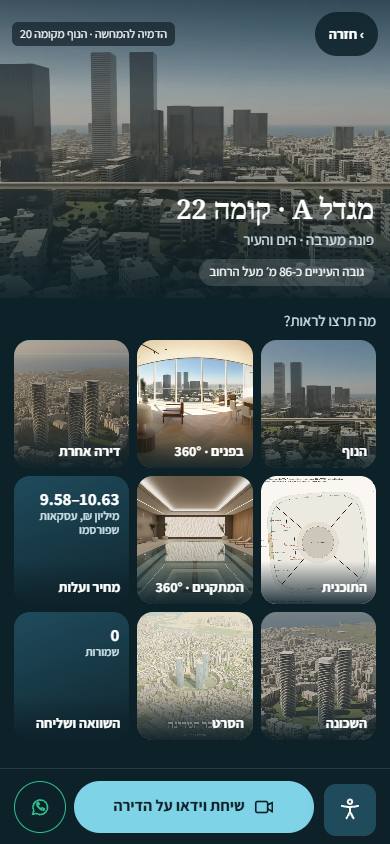 ‹ חזרה
הדמיה להמחשה · הנוף מקומה 20
מגדל A · קומה 22
פונה מערבה · הים והעיר
גובה העיניים כ-86 מ׳ מעל הרחוב
מה תרצו לראות?
הנוף
בפנים · 360°
דירה אחרת
התוכנית
המתקנים · 360°
9.58–10.63
מיליון ₪, עסקאות
שפורסמו
מחיר ועלות
השכונה
הסרט
0
שמורות
השוואה ושליחה
שיחת וידאו על הדירה